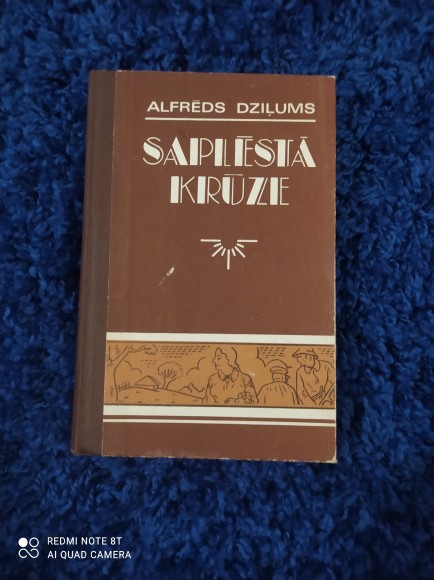 ALFRĒDS DZIĻUMS
SAPLĒSTĀ
KRŪZE
REDMI NOTE 8T
AI QUAD CAMERA